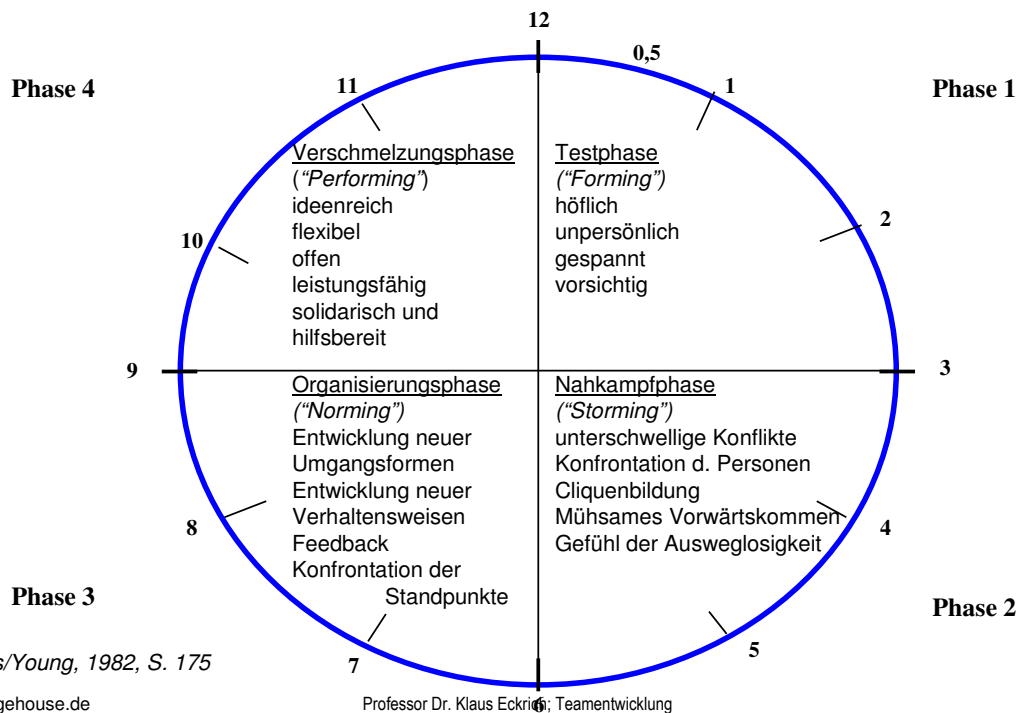 12
0,5
Phase 4
Phase 1
11
1
Verschmelzungsphase
(“Performing”)
ideenreich
flexibel
offen
leistungsfähig
solidarisch und
hilfsbereit
Testphase
(“Forming”)
höflich
unpersönlich
gespannt
vorsichtig
10
2
9
3
Organisierungsphase
(“Norming”)
Entwicklung neuer
Umgangsformen
Entwicklung neuer
Verhaltensweisen
Feedback
Konfrontation der
Standpunkte
Nahkampfphase
(“Storming”)
unterschwellige Konflikte
Konfrontation d. Personen
Cliquenbildung
Mühsames Vorwärtskommen
Gefühl der Ausweglosigkeit
8
4
Phase 3
Phase 2
7
5
6
s/Young, 1982, S. 175
gehouse.de
Professor Dr. Klaus Eckrich; Teamentwicklung